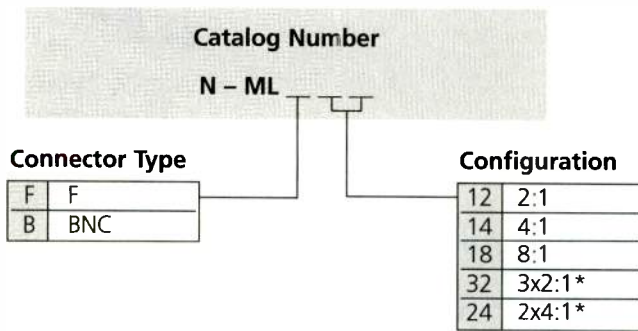 Catalog Number
N – ML _ _ _
Connector Type
F F
B BNC
Configuration
12 2:1
14 4:1
18 8:1
32 3x2:1*
24 2x4:1*